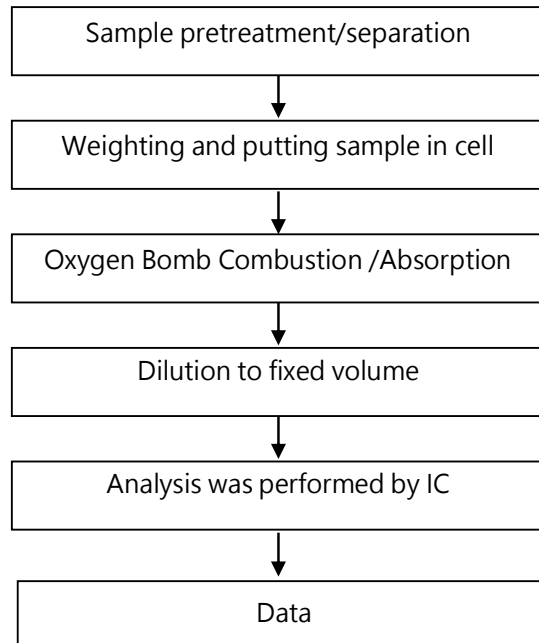 Sample pretreatment/separation
Weighting and putting sample in cell
Oxygen Bomb Combustion /Absorption
Dilution to fixed volume
Analysis was performed by IC
Data